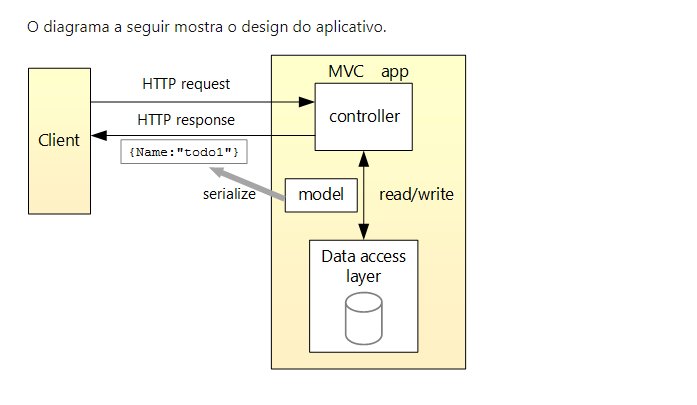 O diagrama a seguir mostra o design do aplicativo.
MVC app
HTTP request
controller
HTTP response
Client
{Name:"todo1"}
serialize
model
read/write
Data access
layer